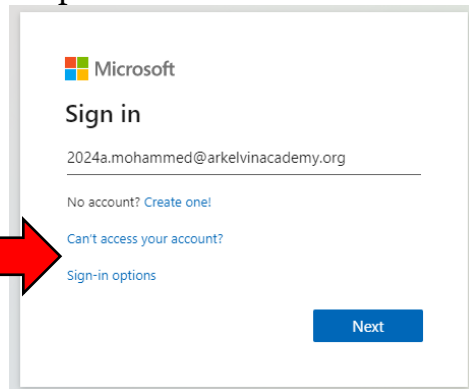 Microsoft
Sign in
2024a.mohammed@arkelvinacademy.org
No account? Create one!
Can't access your account?
Sign-in options
Next